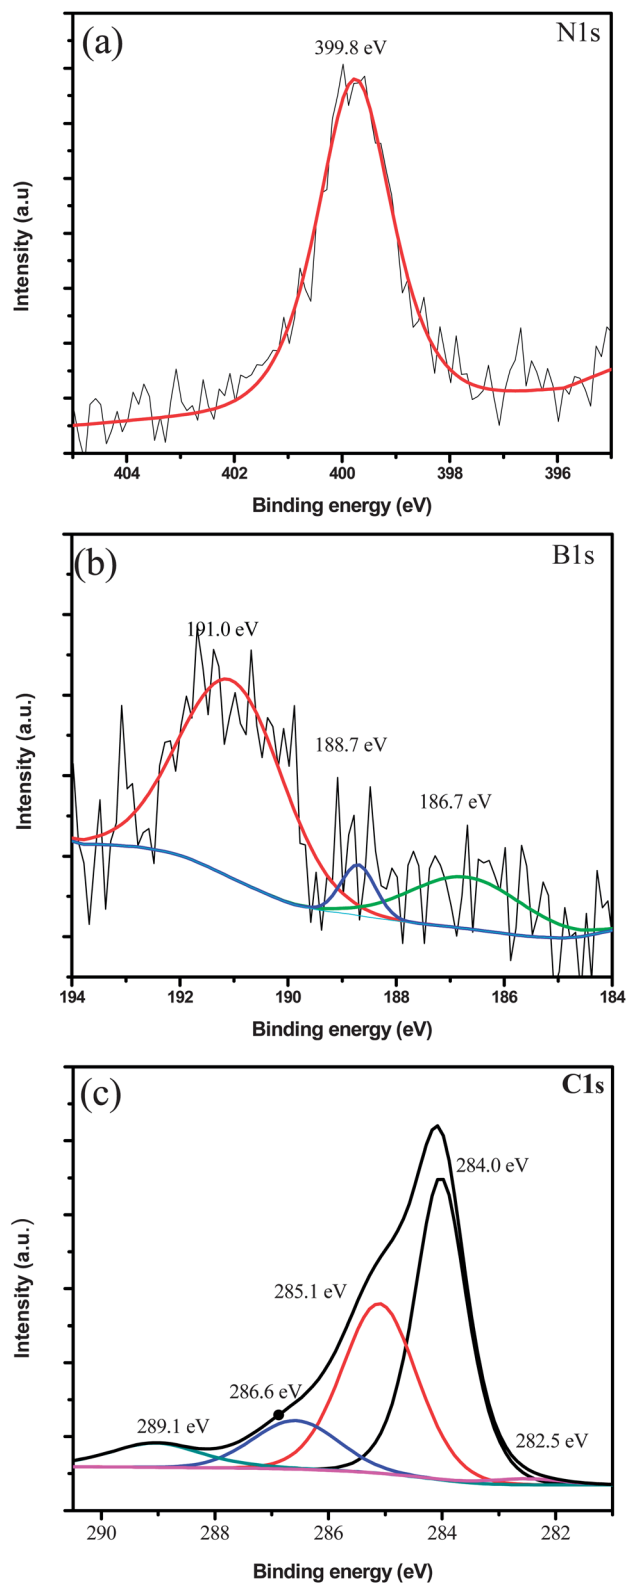 (a)
N1s
399.8 eV
Intensity (a.u)
404 402 400 398 396
Binding energy (eV)
(b)
B1s
191.0 eV
188.7 eV
186.7 eV
Intensity (a.u.)
194 192 190 188 186 184
Binding energy (eV)
(c)
C1s
284.0 eV
285.1 eV
286.6 eV
289.1 eV
282.5 eV
Intensity (a.u.)
290 288 286 284 282
Binding energy (eV)